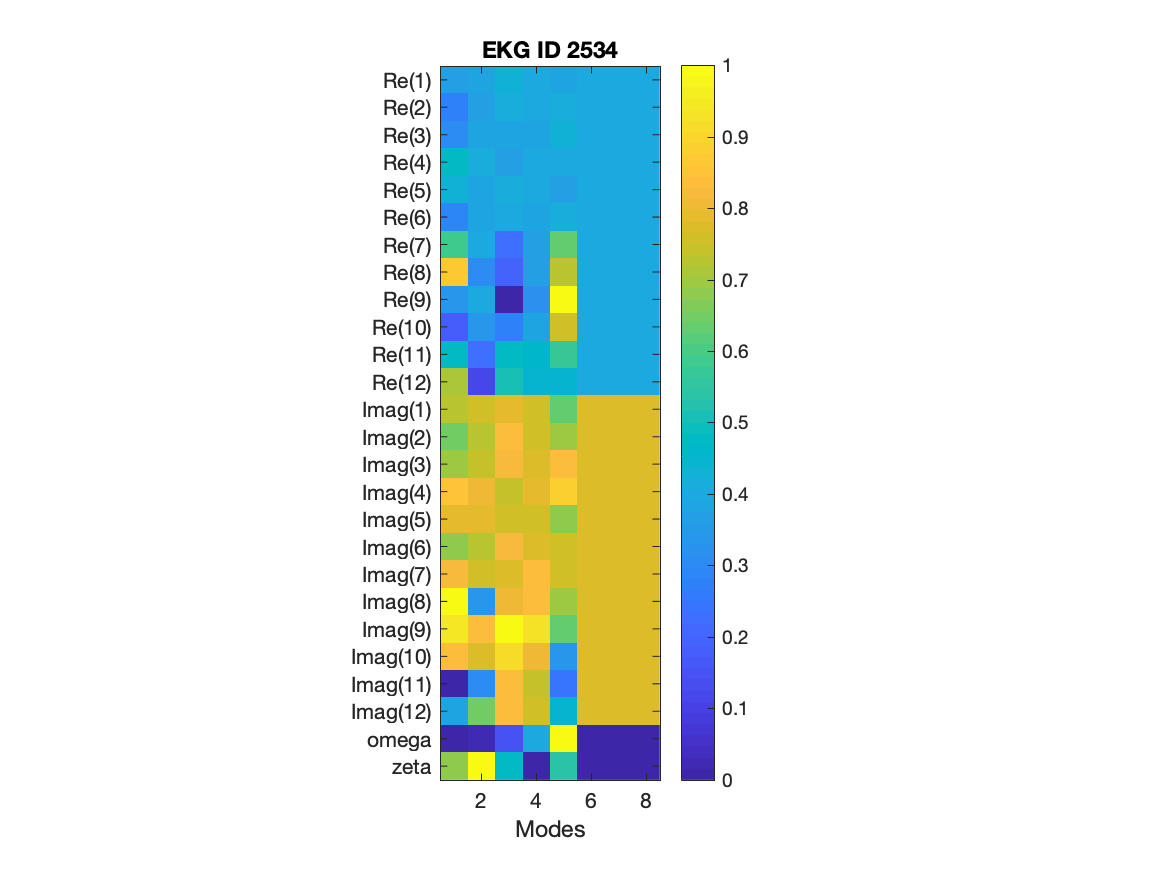 EKG ID 2534
Re(1)
Re(2)
Re(3)
Re(4)
Re(5)
Re(6)
Re(7)
Re(8)
Re(9)
Re(10)
Re(11)
Re(12)
Imag(1)
Imag(2)
Imag(3)
Imag(4)
Imag(5)
Imag(6)
Imag(7)
Imag(8)
Imag(9)
Imag(10)
Imag(11)
Imag(12)
omega
zeta
2 4 6 8
Modes
1
0.9
0.8
0.7
0.6
0.5
0.4
0.3
0.2
0.1
0